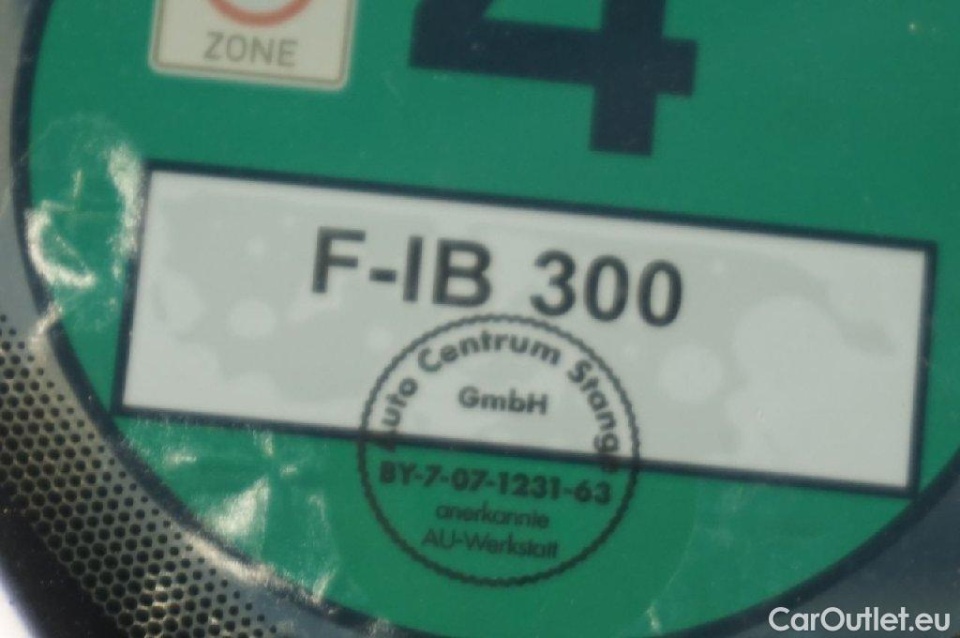 ZONE
4
F-IB 300
Auto Centrum Stange
GmbH
BY-7-07-1231-63
anerkannte
AU-Werkstatt
CarOutlet.eu